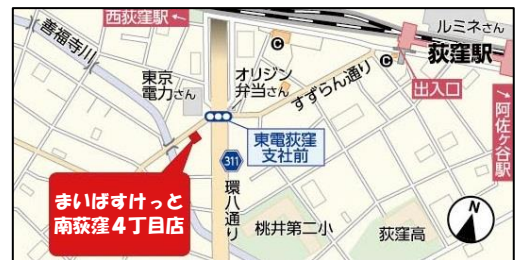 西荻窪駅←
ルミネさん
善福寺川
C
荻窪駅
C
東京
電力さん
オリジン
弁当さん
すずらん通り
出入口
→阿佐ケ谷駅
東電荻窪
支社前
311
環八通り
まいばすけっと
南荻窪4丁目店
桃井第二小
荻窪高
N